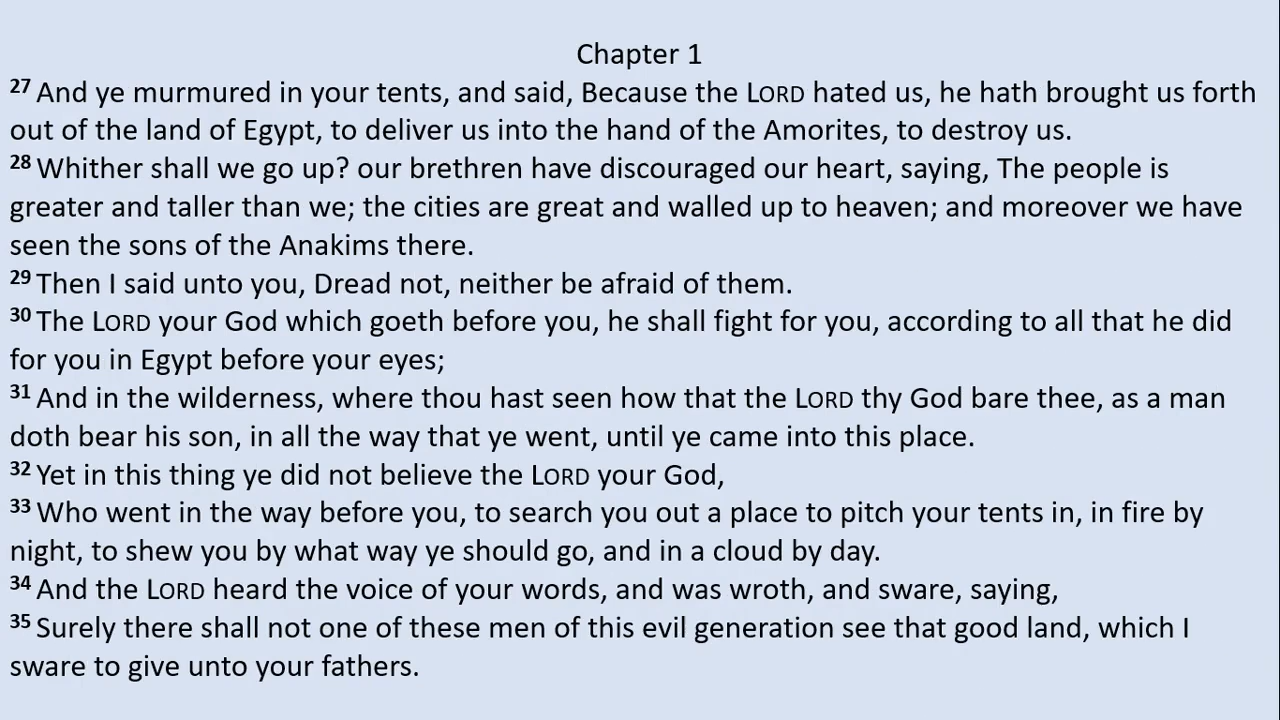 Chapter 1
27 And ye murmured in your tents, and said, Because the LORD hated us, he hath brought us forth
out of the land of Egypt, to deliver us into the hand of the Amorites, to destroy us.
28 Whither shall we go up? our brethren have discouraged our heart, saying, The people is
greater and taller than we; the cities are great and walled up to heaven; and moreover we have
seen the sons of the Anakims there.
29 Then I said unto you, Dread not, neither be afraid of them.
30 The LORD your God which goeth before you, he shall fight for you, according to all that he did
for you in Egypt before your eyes;
31 And in the wilderness, where thou hast seen how that the LORD thy God bare thee, as a man
doth bear his son, in all the way that ye went, until ye came into this place.
32 Yet in this thing ye did not believe the LORD your God,
33 Who went in the way before you, to search you out a place to pitch your tents in, in fire by
night, to shew you by what way ye should go, and in a cloud by day.
34 And the LORD heard the voice of your words, and was wroth, and sware, saying,
35 Surely there shall not one of these men of this evil generation see that good land, which I
sware to give unto your fathers.